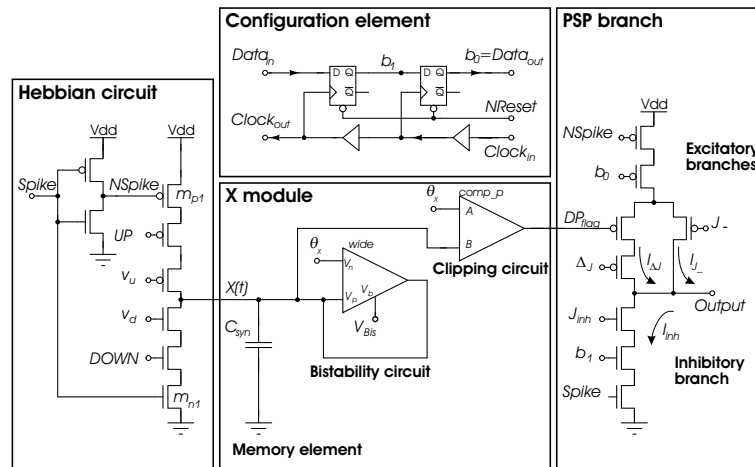 Configuration element
Data_in
D Q
Q̅
b_1
D Q
Q̅
b_0=Data_out
NReset
Clock_out
Clock_in
Hebbian circuit
Vdd
Vdd
Spike
NSpike
m_p1
UP
v_u
v_d
DOWN
m_n1
X module
θ_x
comp_p
A
B
Clipping circuit
θ_x
wide
V_n
V_p
V_b
V_Bis
X(t)
C_syn
Bistability circuit
Memory element
PSP branch
Vdd
NSpike
Excitatory
branches
b_0
DP_flag
J_-
Δ_J
I_ΔJ
I_J_-
Output
J_inh
I_inh
b_1
Inhibitory
branch
Spike